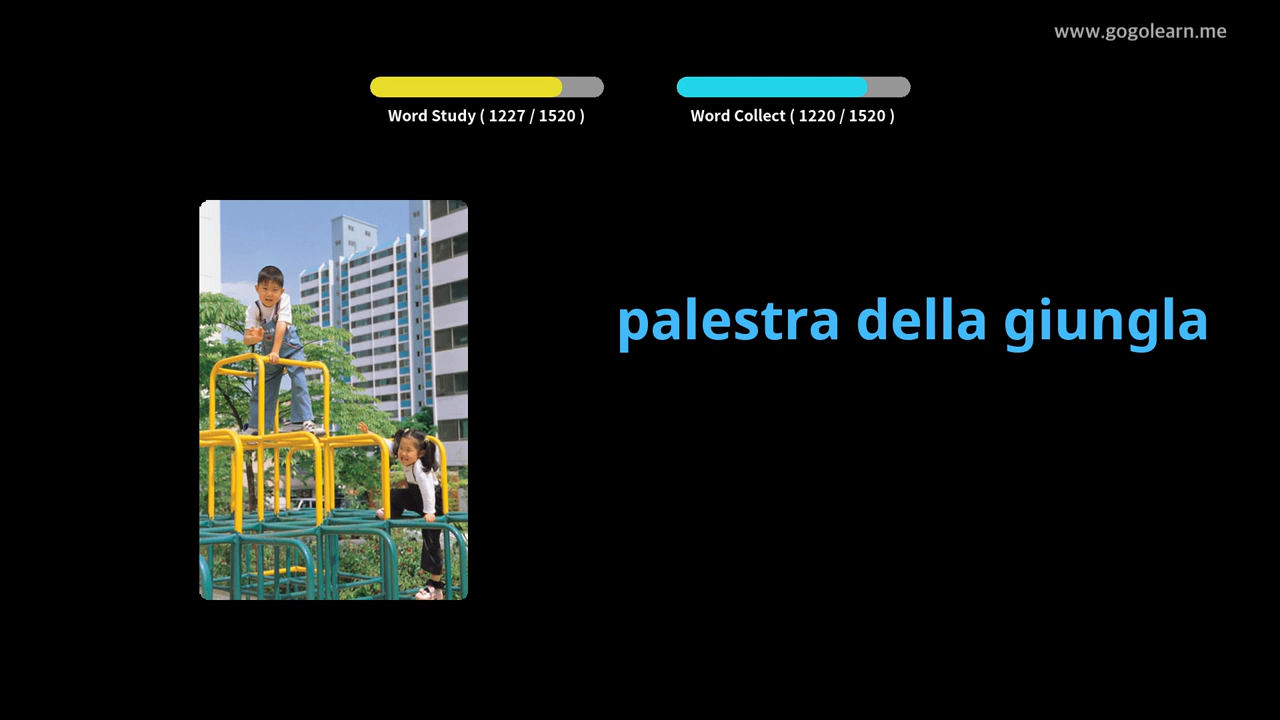 www.gogolearn.me
Word Study ( 1227 / 1520 )
Word Collect ( 1220 / 1520 )
palestra della giungla